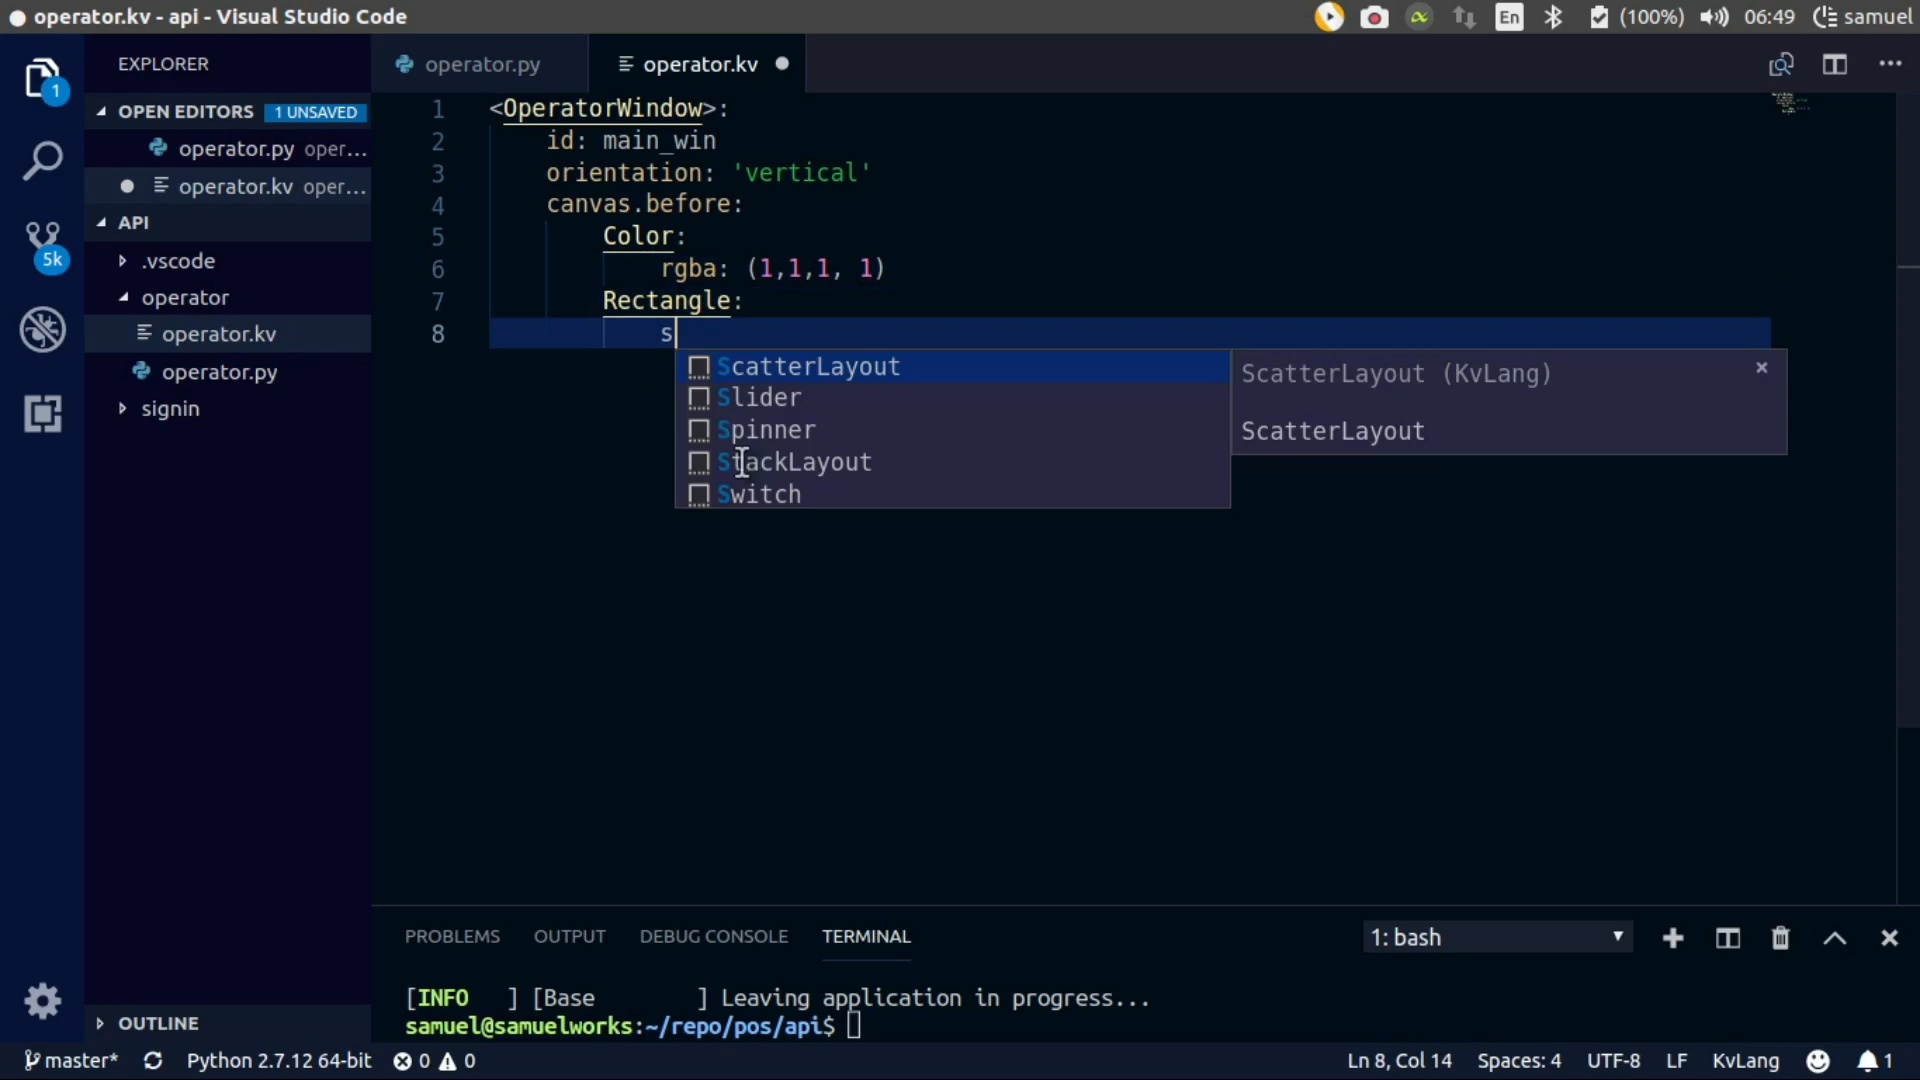 operator.kv - api - Visual Studio Code
En (100%) 06:49 samuel
EXPLORER
operator.py operator.kv
OPEN EDITORS 1 UNSAVED
operator.py oper...
operator.kv oper...
API
.vscode
operator
operator.kv
operator.py
signin
OUTLINE
1
5k
1 <OperatorWindow>:
2 id: main_win
3 orientation: 'vertical'
4 canvas.before:
5 Color:
6 rgba: (1,1,1, 1)
7 Rectangle:
8 s
ScatterLayout
Slider
Spinner
StackLayout
Switch
ScatterLayout (KvLang) ×
ScatterLayout
PROBLEMS OUTPUT DEBUG CONSOLE TERMINAL 1: bash
[INFO ] [Base ] Leaving application in progress...
samuel@samuelworks:~/repo/pos/api$
master* Python 2.7.12 64-bit 0 0 Ln 8, Col 14 Spaces: 4 UTF-8 LF KvLang 1